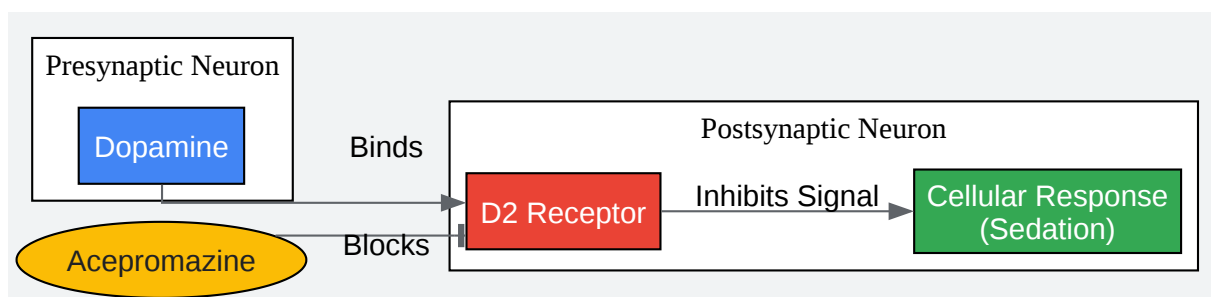 Presynaptic Neuron
Dopamine
Binds
Postsynaptic Neuron
D2 Receptor
Inhibits Signal
Cellular Response
(Sedation)
Acepromazine
Blocks